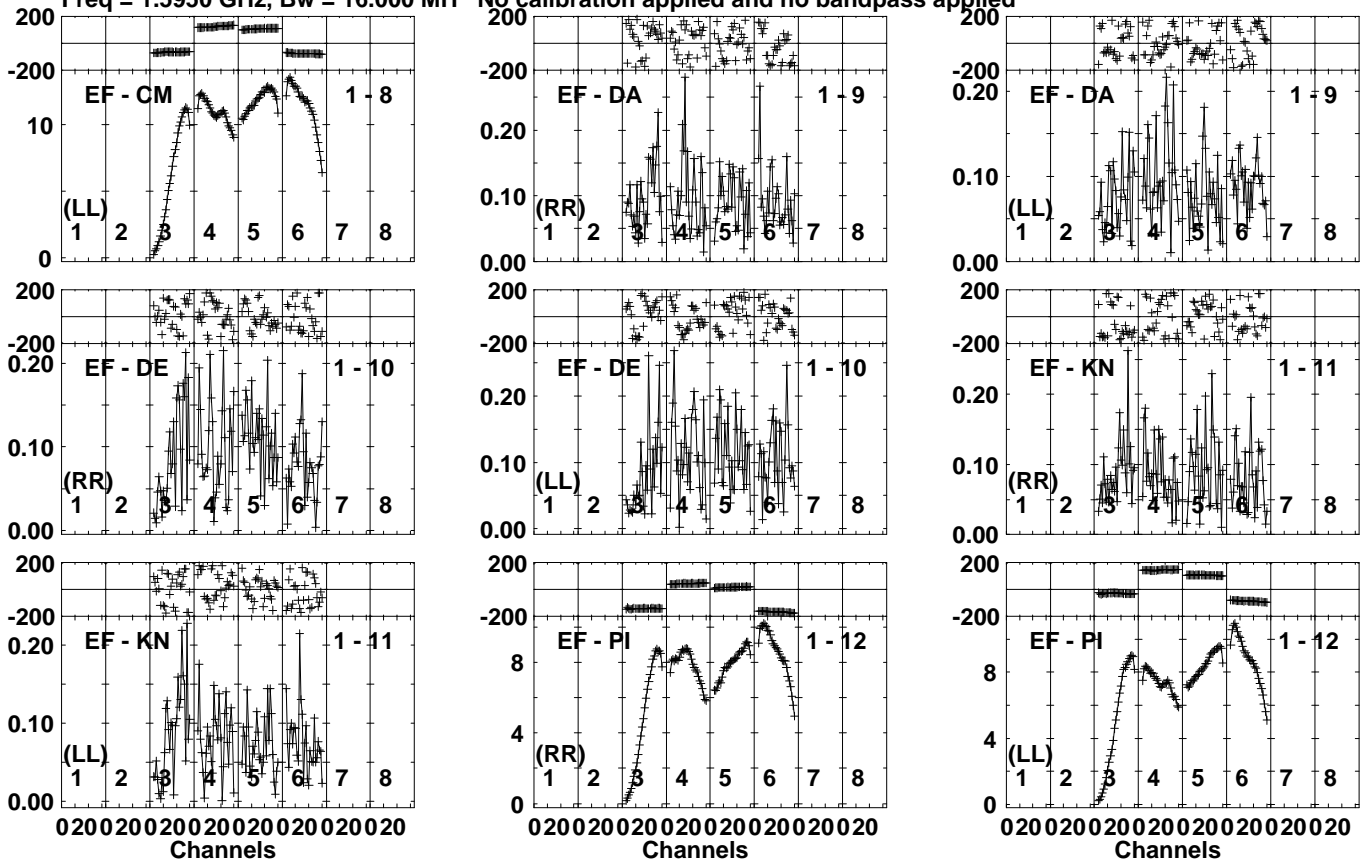 Freq = 1.5950 GHz, Bw = 16.000 MH No calibration applied and no bandpass applied
200
-200
EF - CM 1 - 8
10
(LL)
1 2 3 4 5 6 7 8
0
200
-200
EF - DA 1 - 9
0.20
0.10
(RR)
1 2 3 4 5 6 7 8
0.00
200
-200
EF - DA 1 - 9
0.20
0.10
(LL)
1 2 3 4 5 6 7 8
0.00
200
-200
EF - DE 1 - 10
0.20
0.10
(RR)
1 2 3 4 5 6 7 8
0.00
200
-200
EF - DE 1 - 10
0.20
0.10
(LL)
1 2 3 4 5 6 7 8
0.00
200
-200
EF - KN 1 - 11
0.20
0.10
(RR)
1 2 3 4 5 6 7 8
0.00
200
-200
EF - KN 1 - 11
0.20
0.10
(LL)
1 2 3 4 5 6 7 8
0.00
0 20 0 20 0 20 0 20 0 20 0 20 0 20 0 20
Channels
200
-200
EF - PI 1 - 12
8
4
(RR)
1 2 3 4 5 6 7 8
0
0 20 0 20 0 20 0 20 0 20 0 20 0 20 0 20
Channels
200
-200
EF - PI 1 - 12
8
4
(LL)
1 2 3 4 5 6 7 8
0
0 20 0 20 0 20 0 20 0 20 0 20 0 20 0 20
Channels